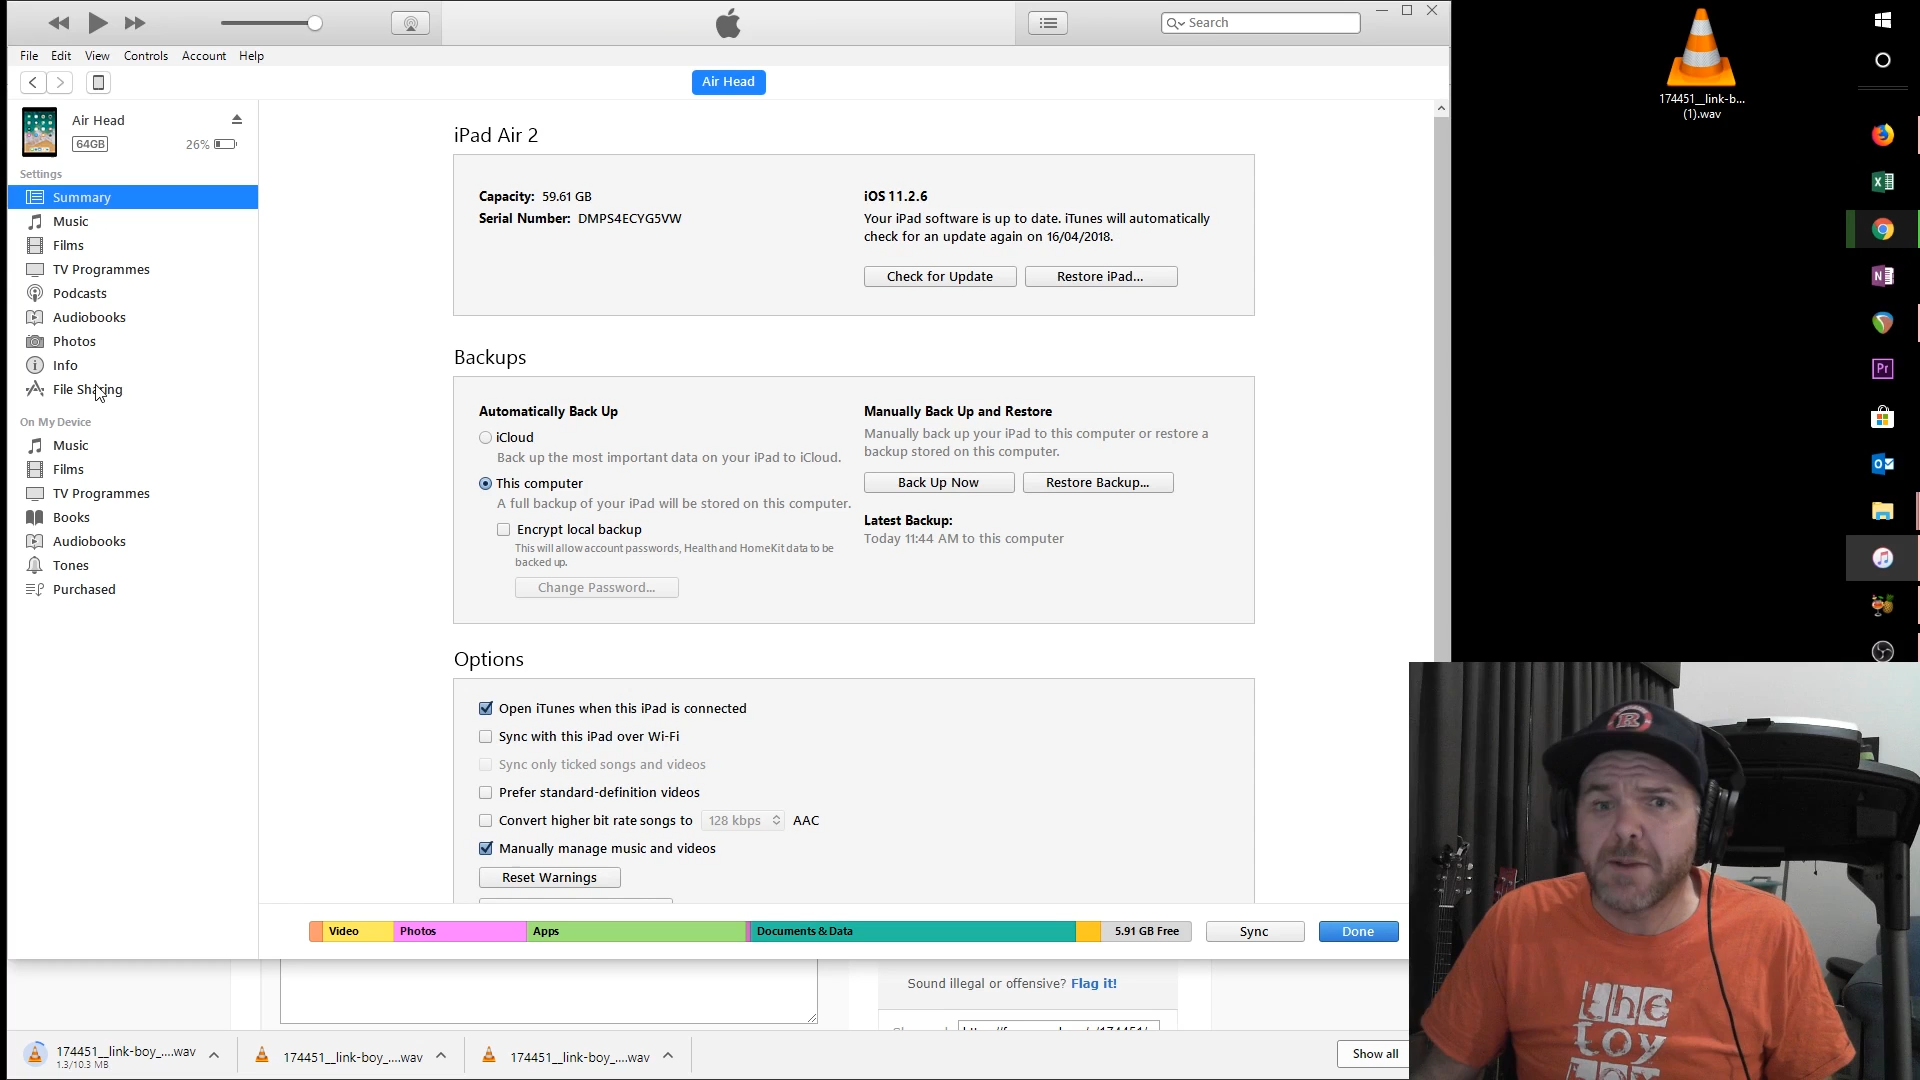 Search
File Edit View Controls Account Help
Air Head
Air Head
64GB
26%
Settings
Summary
Music
Films
TV Programmes
Podcasts
Audiobooks
Photos
Info
File Sharing
On My Device
Music
Films
TV Programmes
Books
Audiobooks
Tones
Purchased
iPad Air 2
Capacity: 59.61 GB
Serial Number: DMPS4ECYG5VW
iOS 11.2.6
Your iPad software is up to date. iTunes will automatically
check for an update again on 16/04/2018.
Check for Update
Restore iPad...
Backups
Automatically Back Up
iCloud
Back up the most important data on your iPad to iCloud.
This computer
A full backup of your iPad will be stored on this computer.
Encrypt local backup
This will allow account passwords, Health and HomeKit data to be
backed up.
Change Password...
Manually Back Up and Restore
Manually back up your iPad to this computer or restore a
backup stored on this computer.
Back Up Now
Restore Backup...
Latest Backup:
Today 11:44 AM to this computer
Options
Open iTunes when this iPad is connected
Sync with this iPad over Wi-Fi
Sync only ticked songs and videos
Prefer standard-definition videos
Convert higher bit rate songs to 128 kbps AAC
Manually manage music and videos
Reset Warnings
Video
Photos
Apps
Documents & Data
5.91 GB Free
Sync
Done
Sound illegal or offensive? Flag it!
174451__link-boy_....wav
1.3/10.3 MB
174451__link-boy_....wav
174451__link-boy_....wav
Show all
174451__link-b...
(1).wav
Pr
R
the
toy